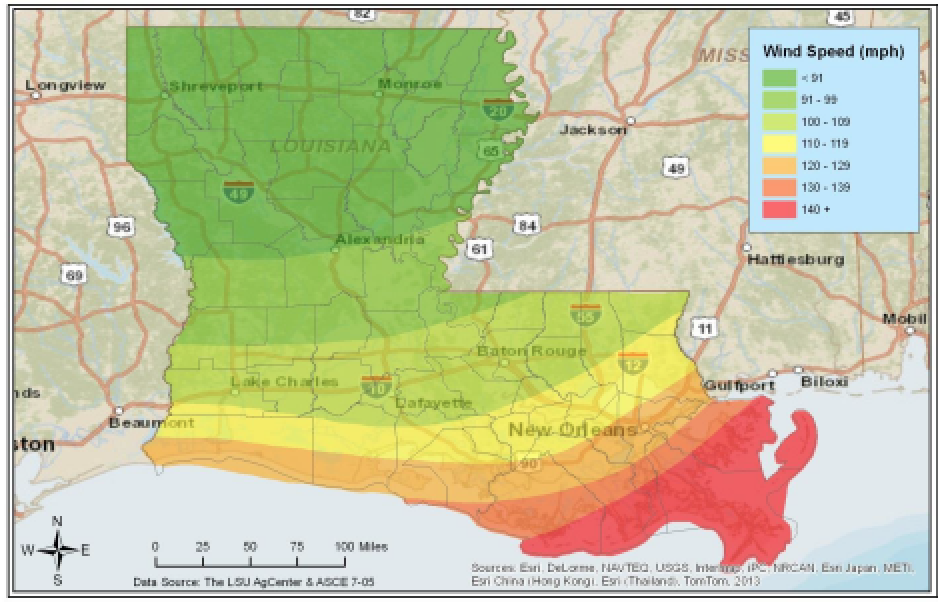 82
45
MISS
Wind Speed (mph)
< 91
91 - 99
100 - 109
110 - 119
120 - 129
130 - 139
140 +
Longview
Shreveport
Monroe
20
Jackson
LOUISIANA
65
49
49
96
84
Alexandria
61
69
Hattiesburg
55
11
Mobil
Baton Rouge
12
Lake Charles
10
Gulfport
Biloxi
nds
Lafayette
Beaumont
New Orleans
ston
90
N
W
E
S
0 25 50 75 100 Miles
Data Source: The LSU AgCenter & ASCE 7-05
Sources: Esri, DeLorme, NAVTEQ, USGS, Intermap, iPC, NRCAN, Esri Japan, METI,
Esri China (Hong Kong), Esri (Thailand), TomTom, 2013